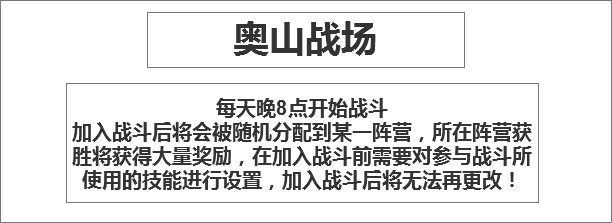 奥山战场
每天晚8点开始战斗
加入战斗后将会被随机分配到某一阵营，所在阵营获
胜将获得大量奖励，在加入战斗前需要对参与战斗所
使用的技能进行设置，加入战斗后将无法再更改！